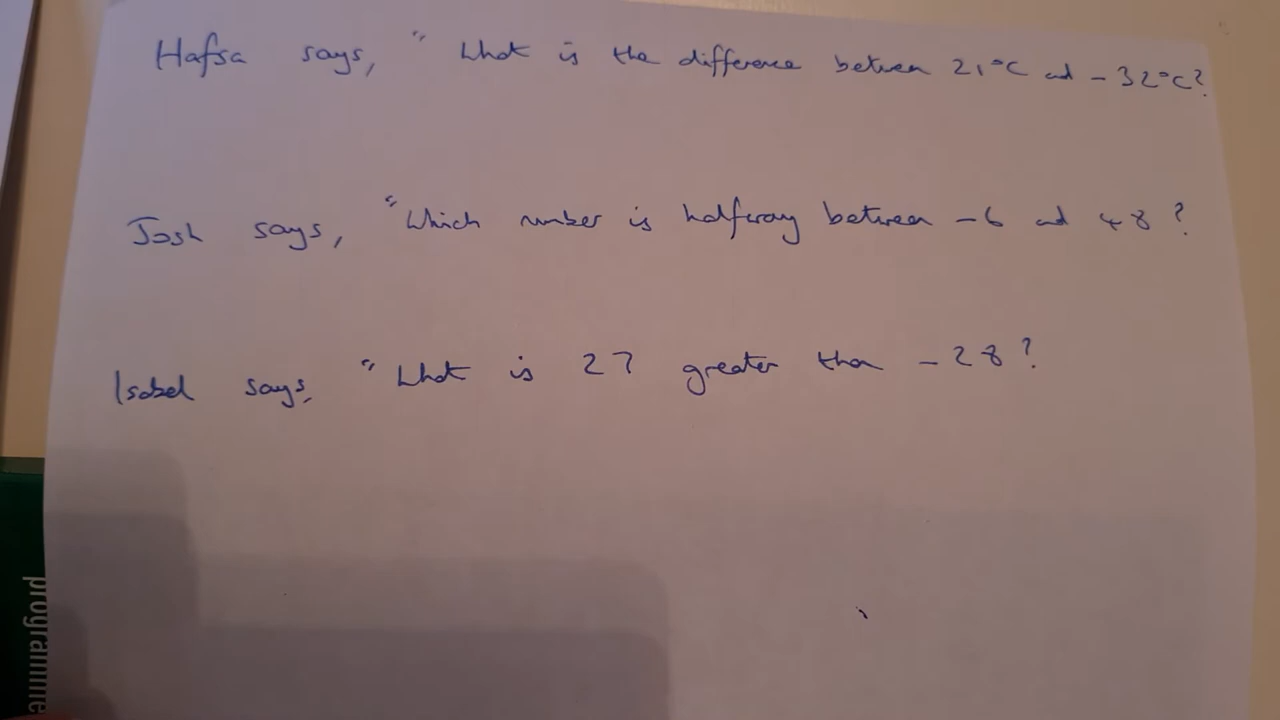 Hafsa says, " What is the difference between 21°C and -32°C?
Josh says, "Which number is halfway between -6 and 48?
Isobel says, "What is 27 greater than -28?
programme